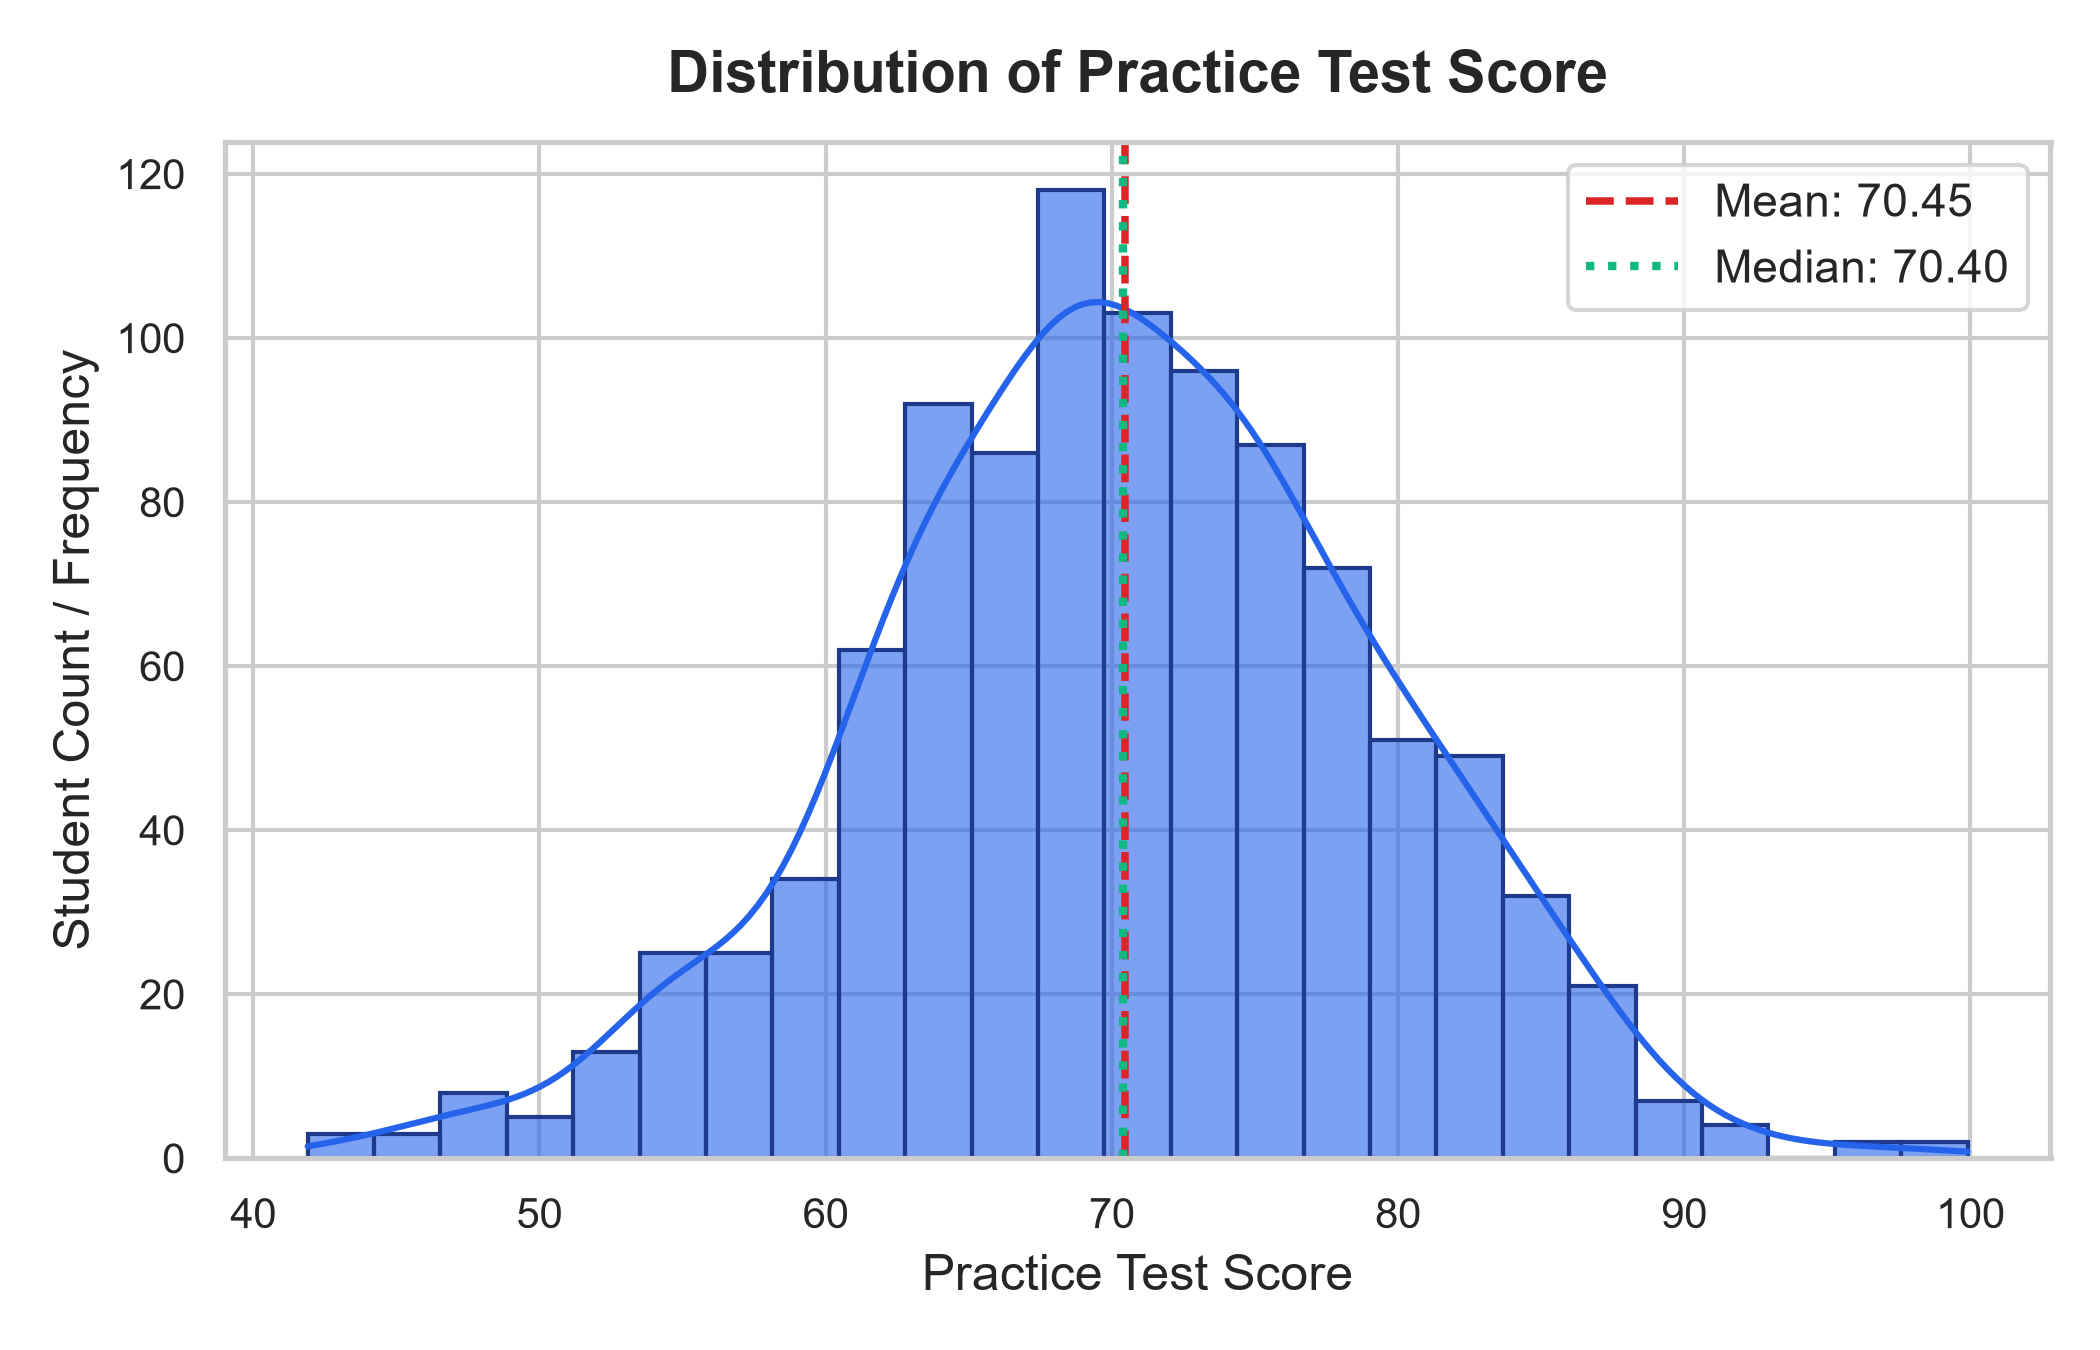 Distribution of Practice Test Score
Mean: 70.45
Median: 70.40
Student Count / Frequency
120
100
80
60
40
20
0
40 50 60 70 80 90 100
Practice Test Score